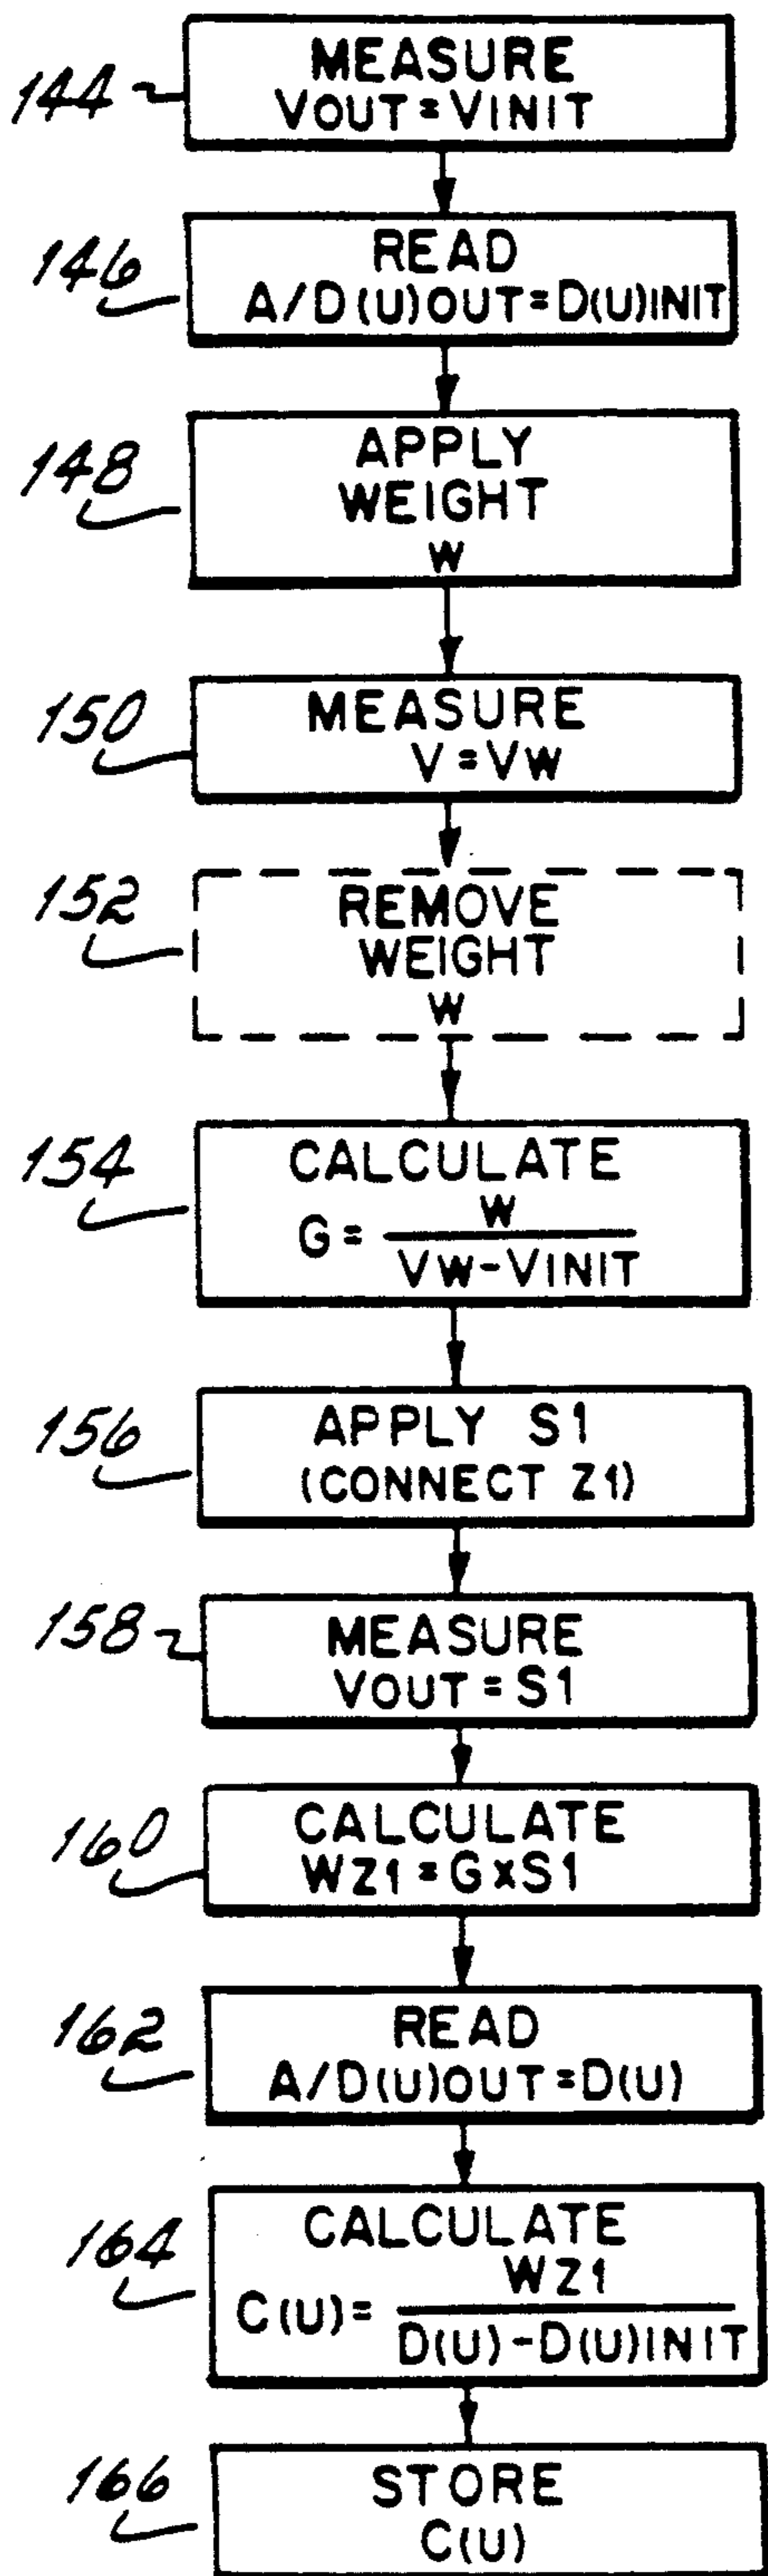 144
MEASURE
VOUT = VINIT
146
READ
A/D(U)OUT=D(U)INIT
148
APPLY
WEIGHT
W
150
MEASURE
V=VW
152
REMOVE
WEIGHT
W
154
CALCULATE
G = W
VW-VINIT
156
APPLY S1
(CONNECT Z1)
158
MEASURE
VOUT = S1
160
CALCULATE
WZ1 = G×S1
162
READ
A/D(U)OUT=D(U)
164
CALCULATE
WZ1
C(U)=
D(U)-D(U)INIT
166
STORE
C(U)